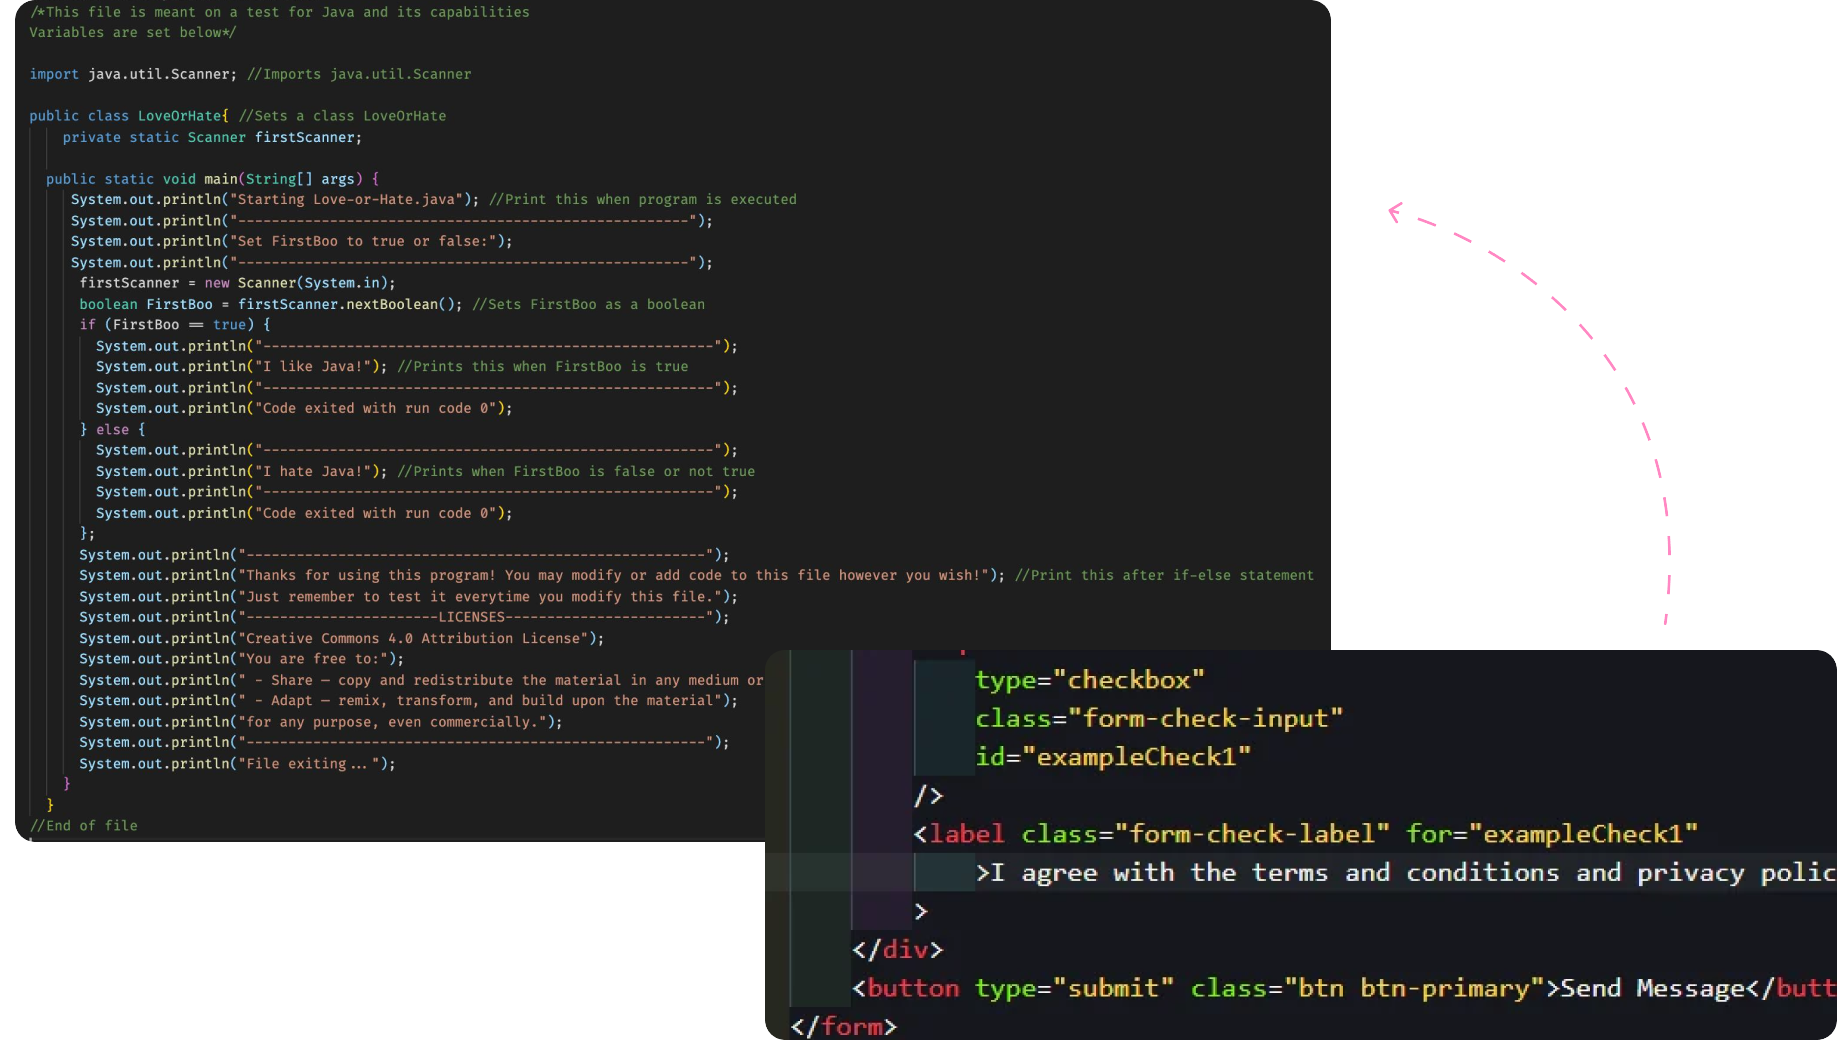 /*This file is meant on a test for Java and its capabilities
Variables are set below*/
import java.util.Scanner; //Imports java.util.Scanner
public class LoveOrHate{ //Sets a class LoveOrHate
private static Scanner firstScanner;
public static void main(String[] args) {
System.out.println("Starting Love-or-Hate.java"); //Print this when program is executed
System.out.println("------------------------------------------------------");
System.out.println("Set FirstBoo to true or false:");
System.out.println("------------------------------------------------------");
firstScanner = new Scanner(System.in);
boolean FirstBoo = firstScanner.nextBoolean(); //Sets FirstBoo as a boolean
if (FirstBoo == true) {
System.out.println("------------------------------------------------------");
System.out.println("I like Java!"); //Prints this when FirstBoo is true
System.out.println("------------------------------------------------------");
System.out.println("Code exited with run code 0");
} else {
System.out.println("------------------------------------------------------");
System.out.println("I hate Java!"); //Prints when FirstBoo is false or not true
System.out.println("------------------------------------------------------");
System.out.println("Code exited with run code 0");
};
System.out.println("-------------------------------------------------------");
System.out.println("Thanks for using this program! You may modify or add code to this file however you wish!"); //Print this after if-else statement
System.out.println("Just remember to test it everytime you modify this file.");
System.out.println("-----------------------LICENSES------------------------");
System.out.println("Creative Commons 4.0 Attribution License");
System.out.println("You are free to:");
System.out.println(" - Share — copy and redistribute the material in any medium or
System.out.println(" - Adapt — remix, transform, and build upon the material");
System.out.println("for any purpose, even commercially.");
System.out.println("-------------------------------------------------------");
System.out.println("File exiting...");
}
}
//End of file
type="checkbox"
class="form-check-input"
id="exampleCheck1"
/>
<label class="form-check-label" for="exampleCheck1"
>I agree with the terms and conditions and privacy polic
>
</div>
<button type="submit" class="btn btn-primary">Send Message</butt
</form>